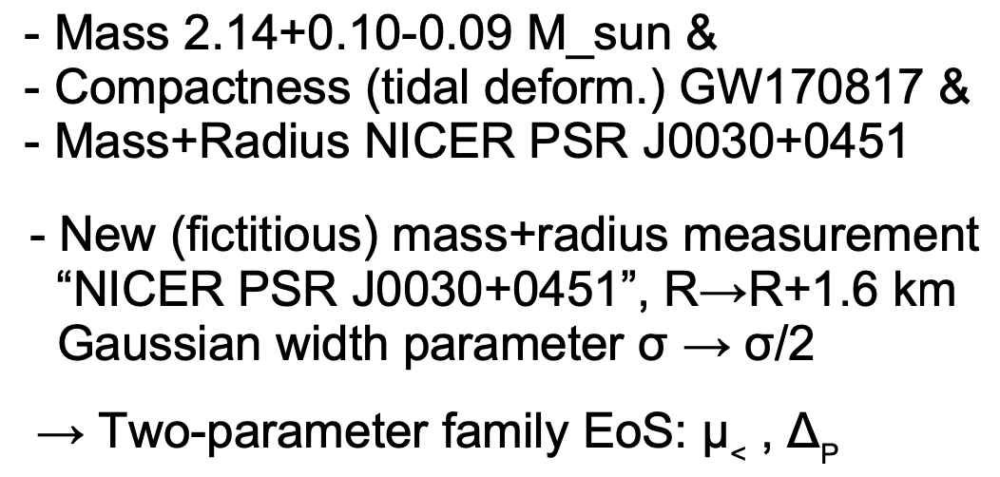 - Mass 2.14+0.10-0.09 M_sun &
- Compactness (tidal deform.) GW170817 &
- Mass+Radius NICER PSR J0030+0451
- New (fictitious) mass+radius measurement
“NICER PSR J0030+0451”, R→R+1.6 km
Gaussian width parameter σ → σ/2
→ Two-parameter family EoS: μ< , ΔP